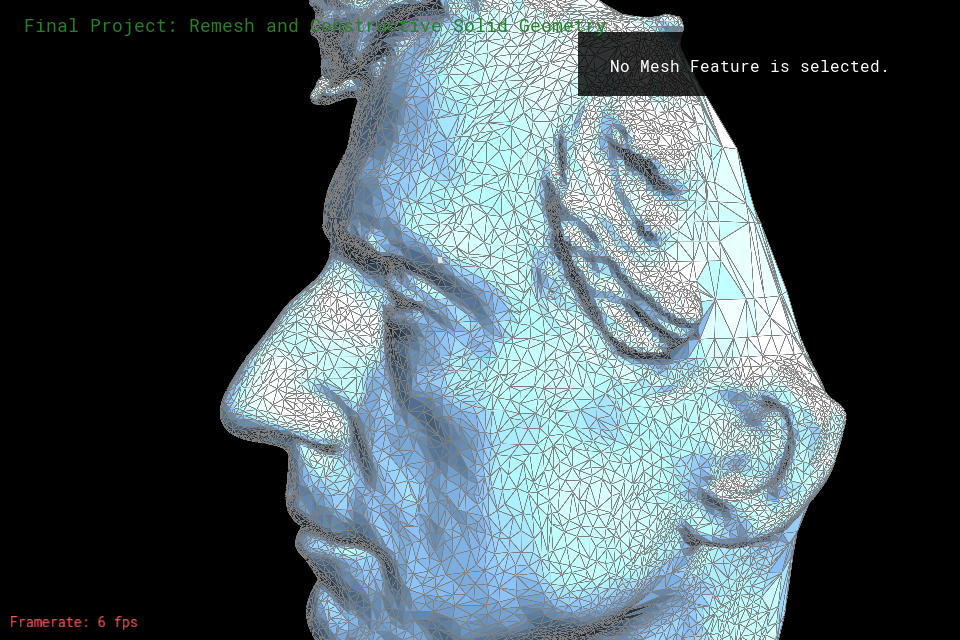 Final Project: Remesh and Constructive Solid Geometry
No Mesh Feature is selected.
Framerate: 6 fps